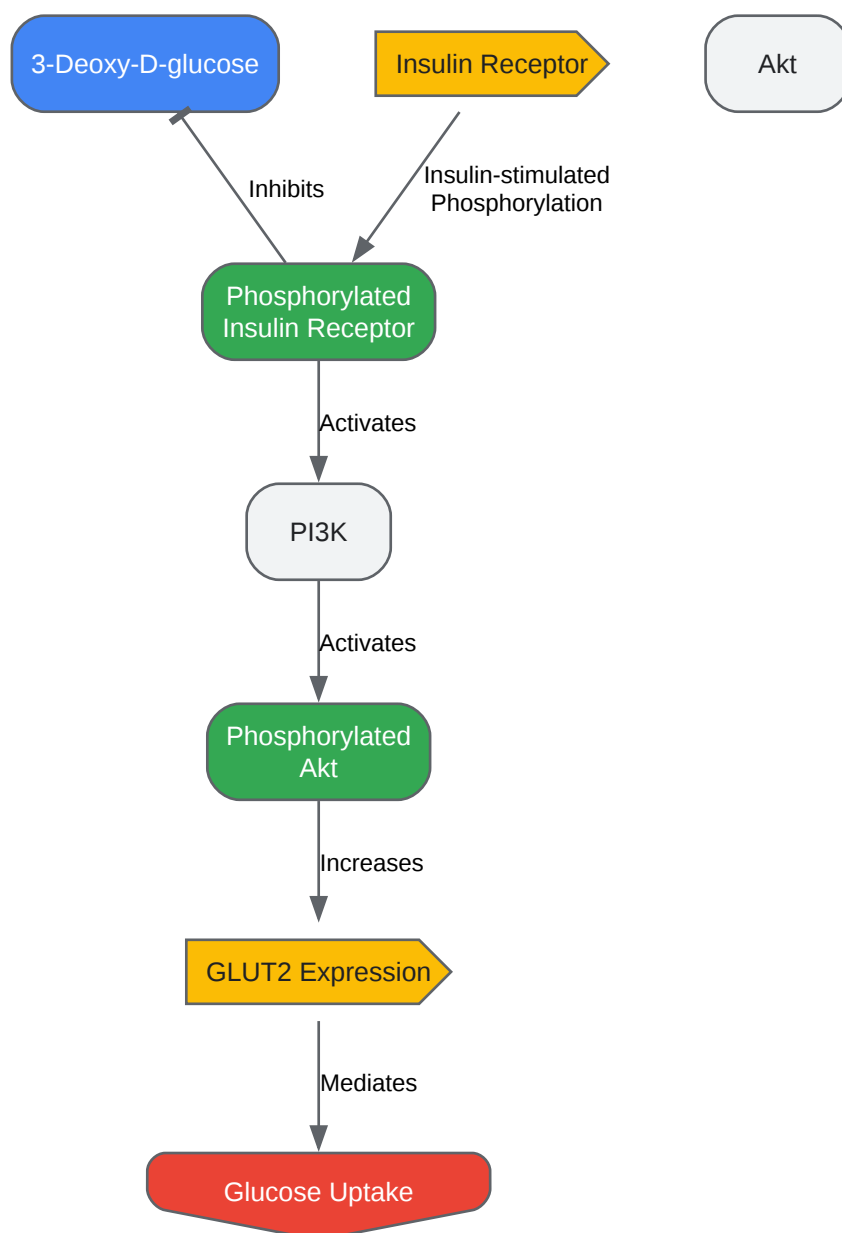 3-Deoxy-D-glucose
Insulin Receptor
Akt
Inhibits
Insulin-stimulated
Phosphorylation
Phosphorylated
Insulin Receptor
Activates
PI3K
Activates
Phosphorylated
Akt
Increases
GLUT2 Expression
Mediates
Glucose Uptake